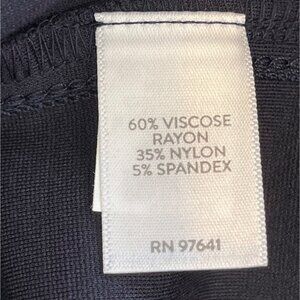 60% VISCOSE
RAYON
35% NYLON
5% SPANDEX
RN 97641